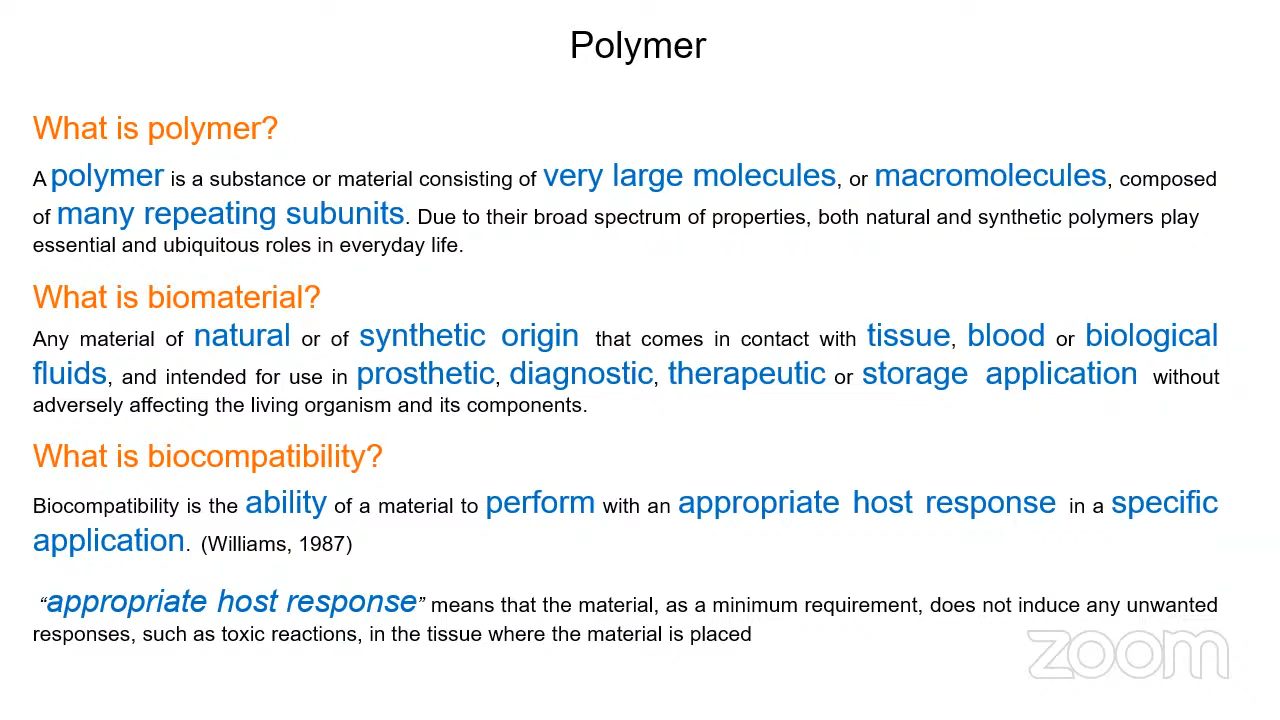 Polymer
What is polymer?
A polymer is a substance or material consisting of very large molecules, or macromolecules, composed
of many repeating subunits. Due to their broad spectrum of properties, both natural and synthetic polymers play
essential and ubiquitous roles in everyday life.
What is biomaterial?
Any material of natural or of synthetic origin that comes in contact with tissue, blood or biological
fluids, and intended for use in prosthetic, diagnostic, therapeutic or storage application without
adversely affecting the living organism and its components.
What is biocompatibility?
Biocompatibility is the ability of a material to perform with an appropriate host response in a specific
application. (Williams, 1987)
“appropriate host response” means that the material, as a minimum requirement, does not induce any unwanted
responses, such as toxic reactions, in the tissue where the material is placed
zoom